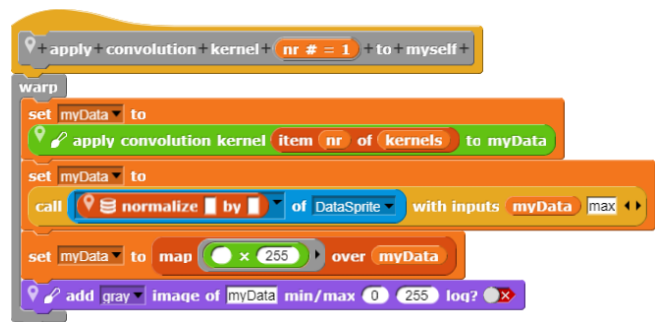 +apply+convolution+kernel+ nr # = 1 +to+myself+
warp
set myData to
apply convolution kernel item nr of kernels to myData
set myData to
call normalize by of DataSprite with inputs myData max
set myData to map × 255 over myData
add gray image of myData min/max 0 255 log?